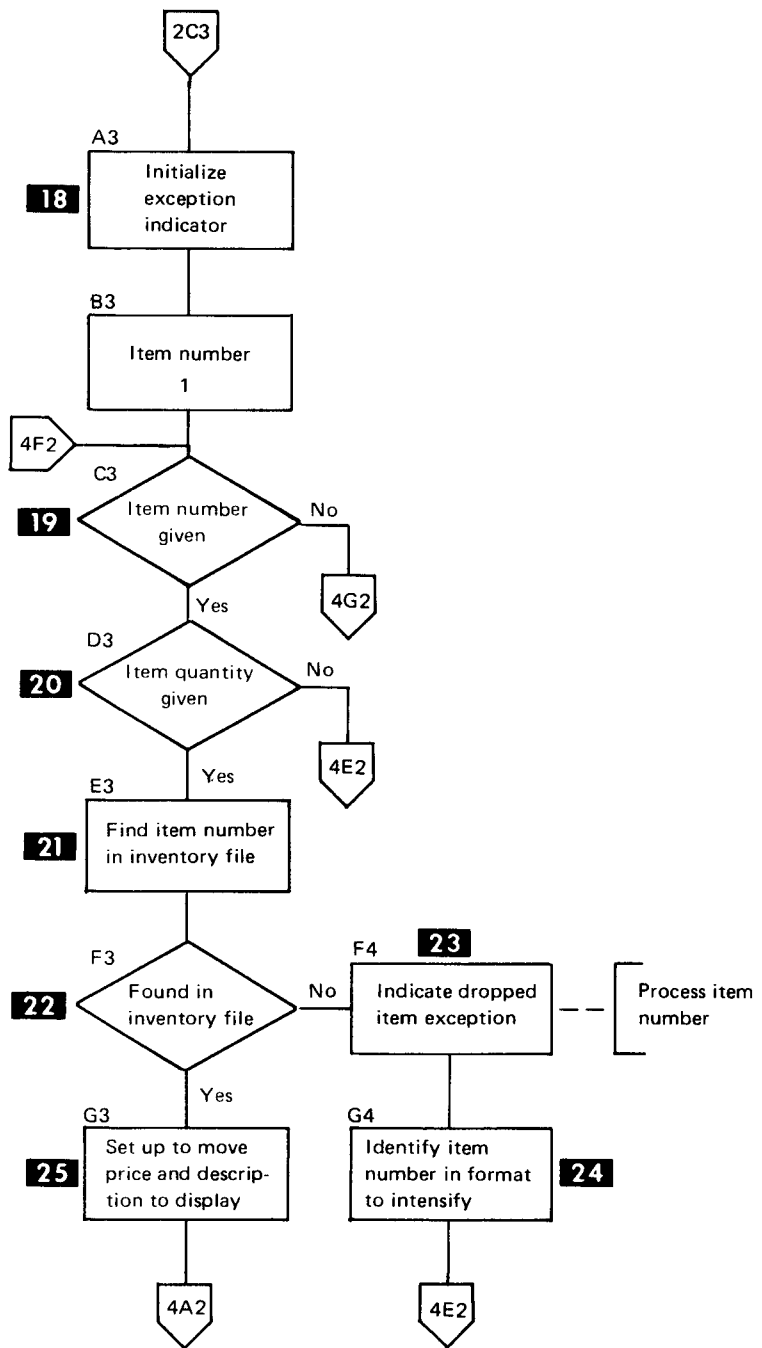 2C3
A3
18
Initialize
exception
indicator
B3
Item number
1
4F2
C3
19
Item number
given
No
4G2
Yes
D3
20
Item quantity
given
No
4E2
Yes
E3
21
Find item number
in inventory file
F3
22
Found in
inventory file
No
F4
23
Indicate dropped
item exception
Process item
number
Yes
G3
25
Set up to move
price and descrip-
tion to display
G4
Identify item
number in format
to intensify
24
4A2
4E2